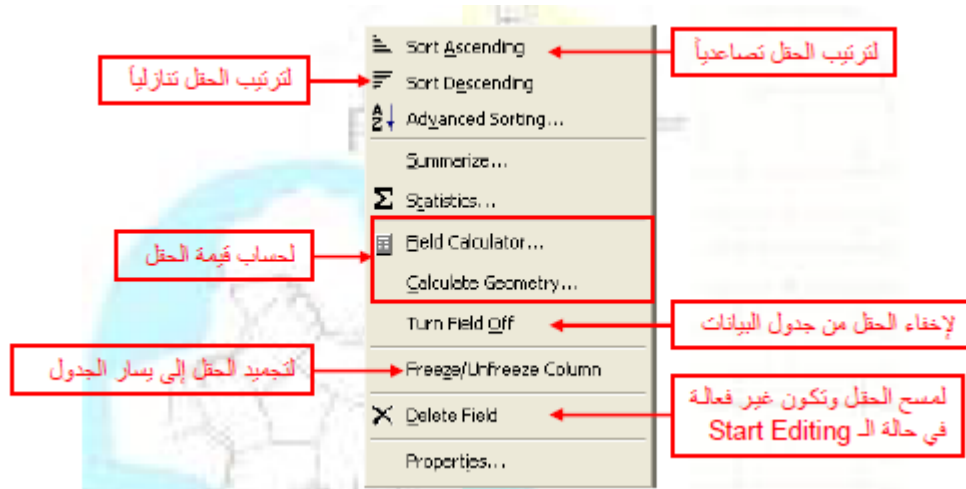 Sort Ascending
لترتيب الحقل تصاعدياً
لترتيب الحقل تنازلياً
Sort Descending
Advanced Sorting...
Summarize...
Statistics...
Field Calculator...
لحساب قيمة الحقل
Calculate Geometry...
Turn Field Off
لإخفاء الحقل من جدول البيانات
لتجميد الحقل إلى يسار الجدول
Freeze/Unfreeze Column
Delete Field
لمسح الحقل وتكون غير فعالة
في حالة الـ Start Editing
Properties...